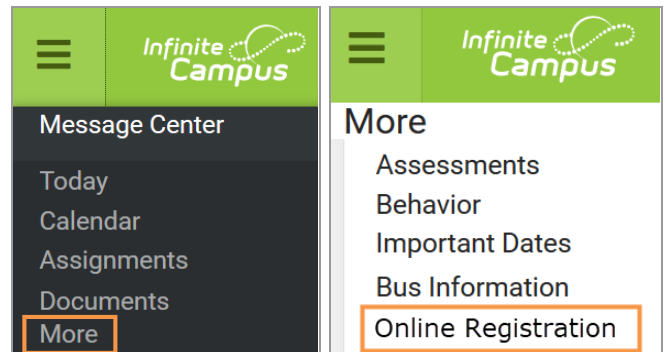 Infinite
Campus
Message Center
Today
Calendar
Assignments
Documents
More
Infinite
Campus
More
Assessments
Behavior
Important Dates
Bus Information
Online Registration